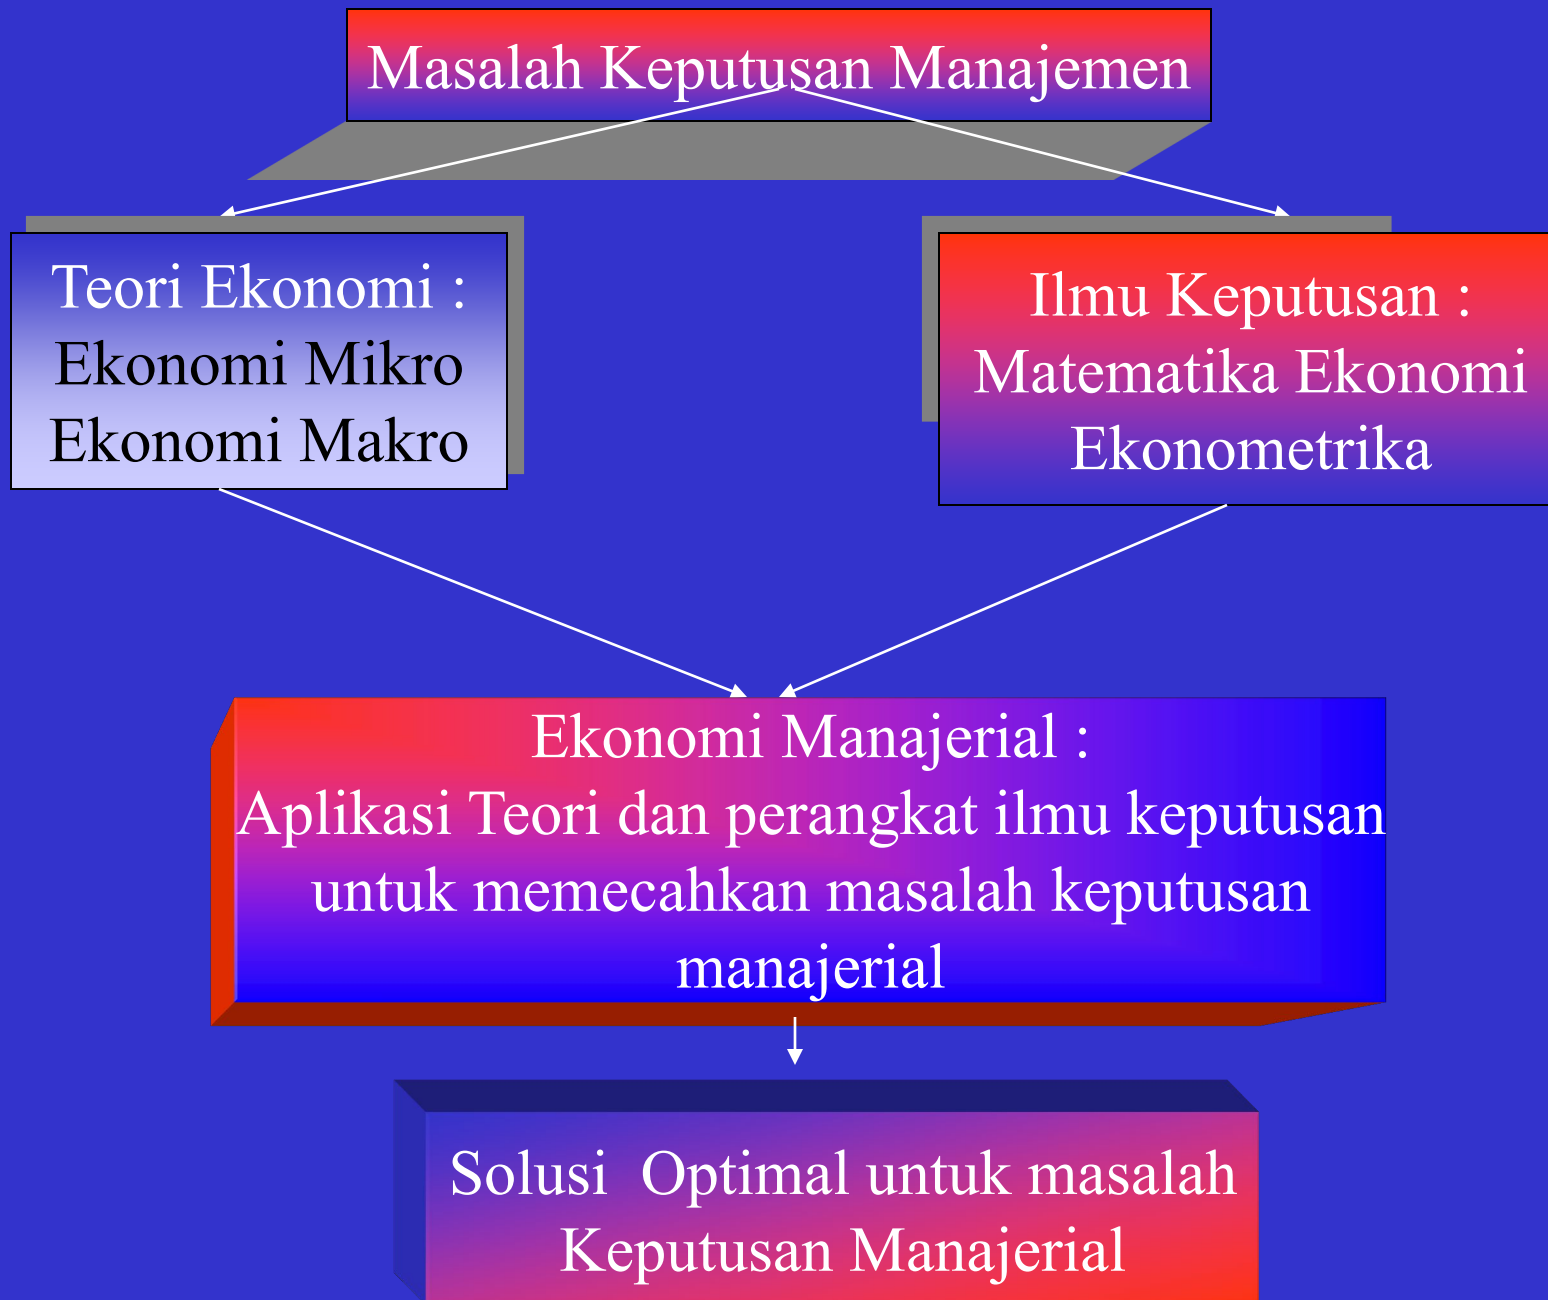 Masalah Keputusan Manajemen
Teori Ekonomi :
Ekonomi Mikro
Ekonomi Makro
Ilmu Keputusan :
Matematika Ekonomi
Ekonometrika
Ekonomi Manajerial :
Aplikasi Teori dan perangkat ilmu keputusan
untuk memecahkan masalah keputusan
manajerial
Solusi  Optimal untuk masalah
Keputusan Manajerial